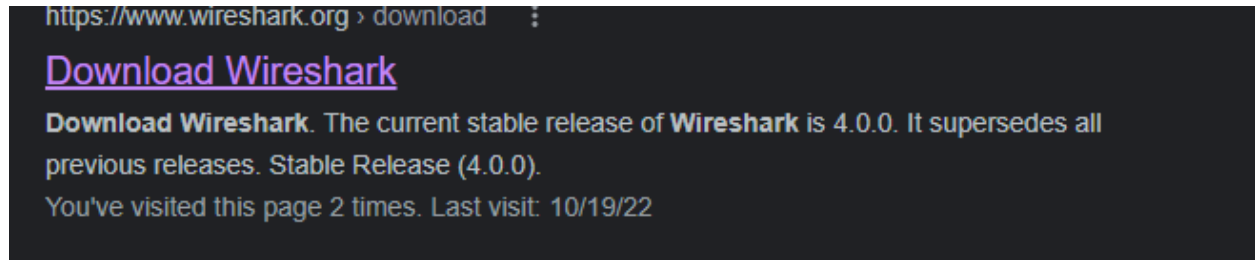 https://www.wireshark.org › download
Download Wireshark
Download Wireshark. The current stable release of Wireshark is 4.0.0. It supersedes all
previous releases. Stable Release (4.0.0).
You've visited this page 2 times. Last visit: 10/19/22